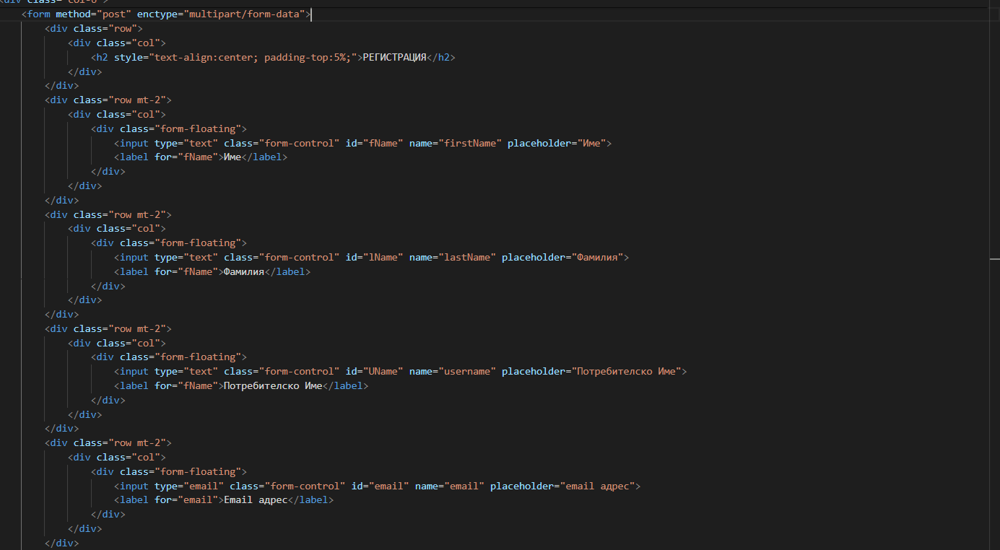 <div class="col-6">
<form method="post" enctype="multipart/form-data">
<div class="row">
<div class="col">
<h2 style="text-align:center; padding-top:5%;">РЕГИСТРАЦИЯ</h2>
</div>
</div>
<div class="row mt-2">
<div class="col">
<div class="form-floating">
<input type="text" class="form-control" id="fName" name="firstName" placeholder="Име">
<label for="fName">Име</label>
</div>
</div>
</div>
<div class="row mt-2">
<div class="col">
<div class="form-floating">
<input type="text" class="form-control" id="lName" name="lastName" placeholder="Фамилия">
<label for="fName">Фамилия</label>
</div>
</div>
</div>
<div class="row mt-2">
<div class="col">
<div class="form-floating">
<input type="text" class="form-control" id="UName" name="username" placeholder="Потребителско Име">
<label for="fName">Потребителско Име</label>
</div>
</div>
</div>
<div class="row mt-2">
<div class="col">
<div class="form-floating">
<input type="email" class="form-control" id="email" name="email" placeholder="email адрес">
<label for="email">Email адрес</label>
</div>
</div>
</div>